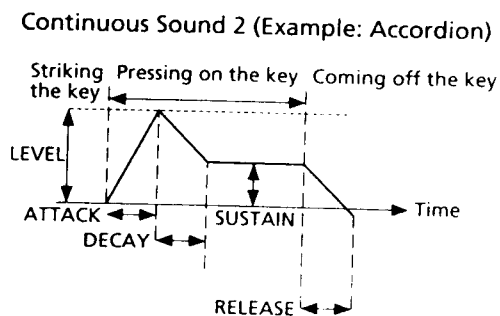 Continuous Sound 2 (Example: Accordion)
Striking the key
Pressing on the key
Coming off the key
LEVEL
ATTACK
SUSTAIN
Time
DECAY
RELEASE